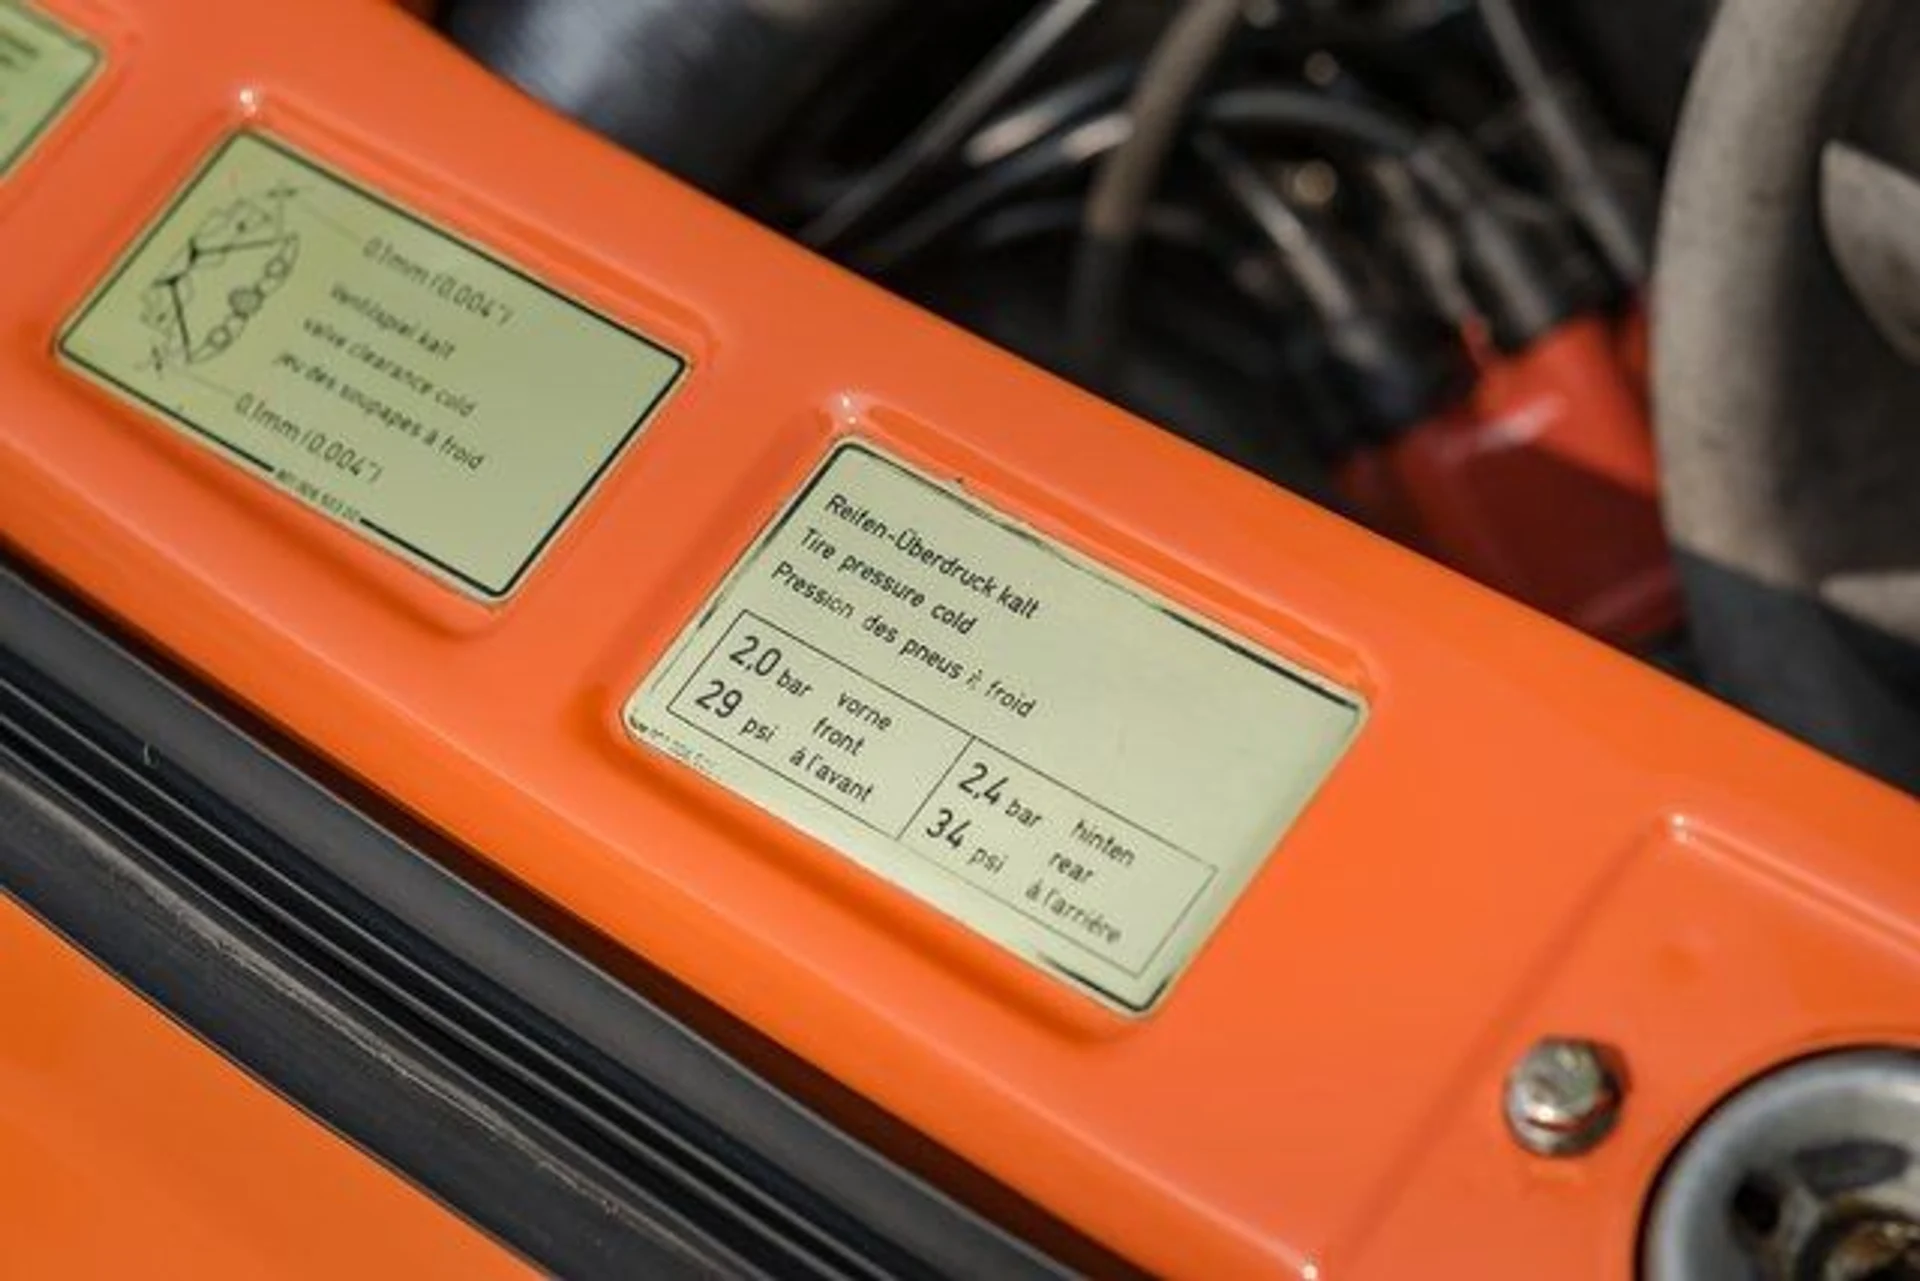 0.1mm (0.004")
Ventilspiel kalt
valve clearance cold
jeu des soupapes à froid
0.1mm (0.004")
Reifen-Überdruck kalt
Tire pressure cold
Pression des pneus à froid
2,0 bar vorne
29 psi front
à l'avant
2,4 bar hinten
34 psi rear
à l'arrière